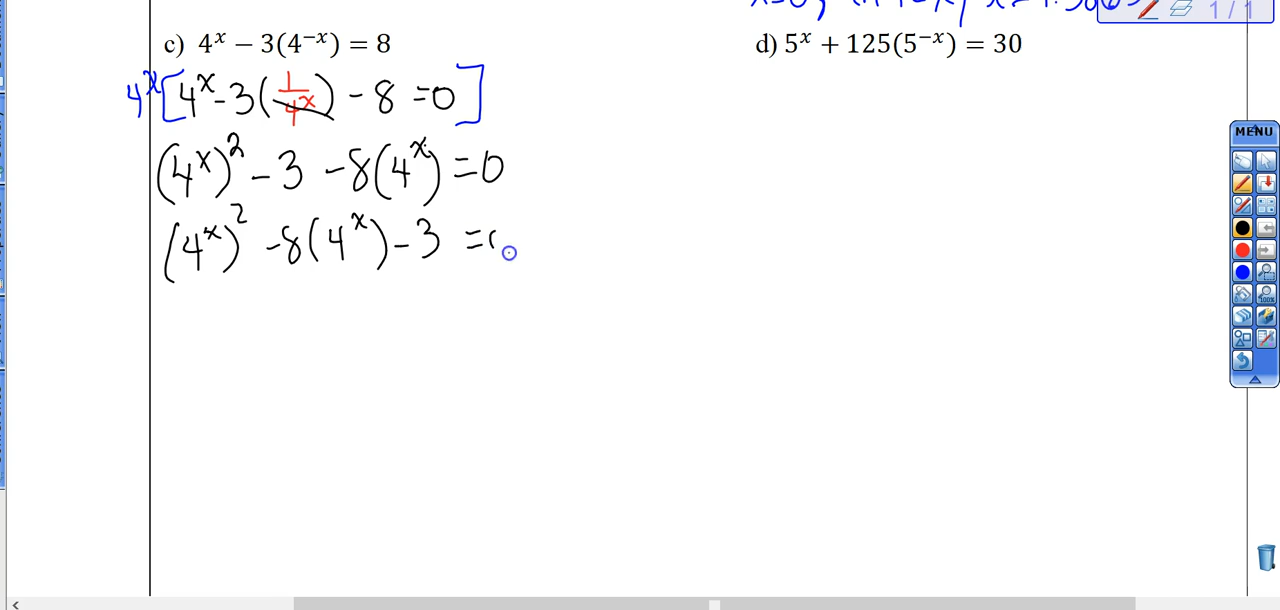 c) 4^x − 3(4^−x) = 8
4^x [ 4^x - 3 ( 1/4^x ) - 8 = 0 ]
(4^x)^2 - 3 - 8(4^x) = 0
(4^x)^2 - 8(4^x) - 3 =
d) 5^x + 125(5^−x) = 30
MENU
100%
1 / 1